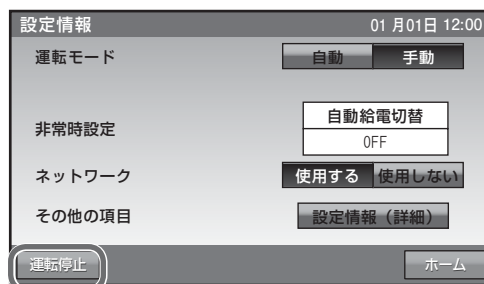 設定情報 01月01日 12:00
運転モード 自動 手動
非常時設定 自動給電切替
OFF
ネットワーク 使用する 使用しない
その他の項目 設定情報（詳細）
運転停止 ホーム